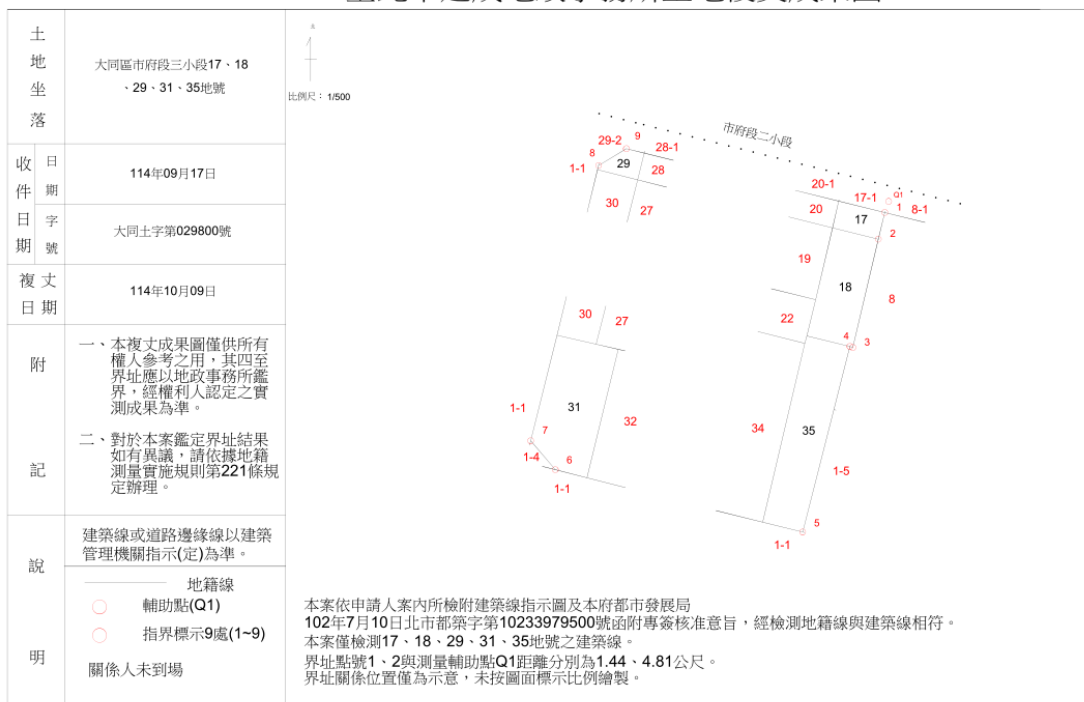 土地坐落
大同區市府段三小段17、18
、29、31、35地號
收件日期
日期
114年09月17日
字號
大同土字第029800號
複丈日期
114年10月09日
附記
一、本複丈成果圖僅供所有
權人參考之用，其四至
界址應以地政事務所鑑
界，經權利人認定之實
測成果為準。
二、對於本案鑑定界址結果
如有異議，請依據地籍
測量實施規則第221條規
定辦理。
說明
建築線或道路邊緣線以建築
管理機關指示(定)為準。
地籍線
輔助點(Q1)
指界標示9處(1~9)
關係人未到場
比例尺：1/500
市府段二小段
29-2
9
28-1
8
1-1
29
28
30
27
20-1
17-1
Q1
1
8-1
20
17
2
19
18
8
22
4
3
30
27
31
32
1-1
7
1-4
6
1-1
34
35
1-5
5
1-1
本案依申請人案內所檢附建築線指示圖及本府都市發展局
102年7月10日北市都築字第10233979500號函附專簽核准意旨，經檢測地籍線與建築線相符。
本案僅檢測17、18、29、31、35地號之建築線。
界址點號1、2與測量輔助點Q1距離分別為1.44、4.81公尺。
界址關係位置僅為示意，未按圖面標示比例繪製。